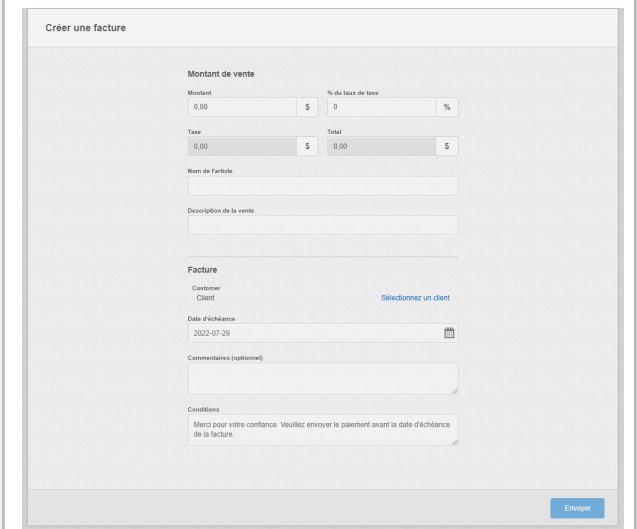 Créer une facture
Montant de vente
Montant
% du taux de taxe
0,00
$
0
%
Taxe
Total
0,00
$
0,00
$
Nom de l'article
Description de la vente
Facture
Customer
Client
Sélectionnez un client
Date d'échéance
2022-07-29
Commentaires (optionnel)
Conditions
Merci pour votre confiance. Veuillez envoyer le paiement avant la date d'échéance
de la facture.
Envoyer